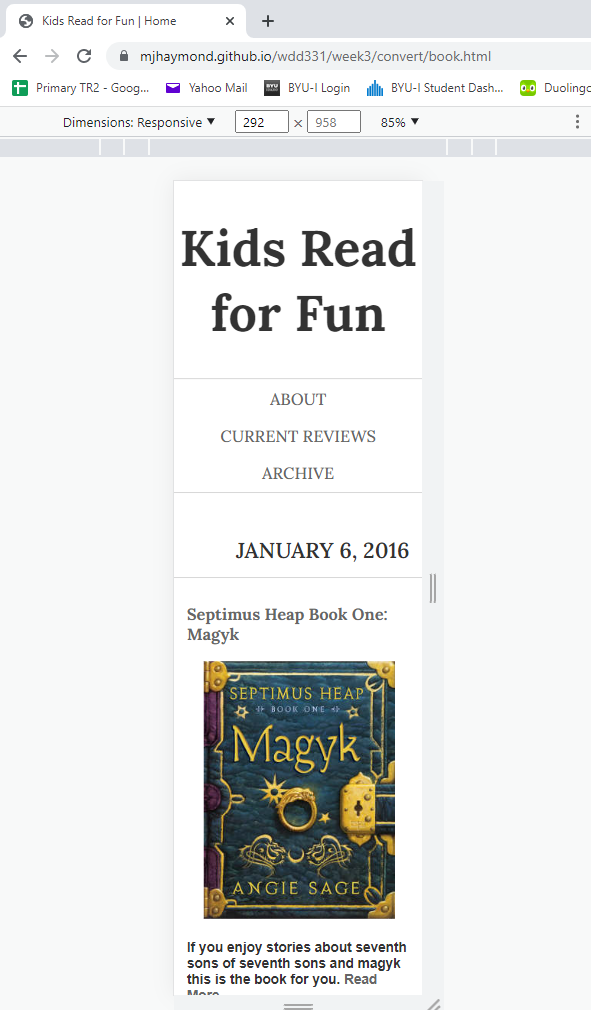 Kids Read for Fun | Home
mjhaymond.github.io/wdd331/week3/convert/book.html
Primary TR2 - Goog... Yahoo Mail BYU BYU-I Login BYU-I Student Dash... Duolingo
Dimensions: Responsive ▼ 292 × 958 85% ▼
Kids Read
for Fun
ABOUT
CURRENT REVIEWS
ARCHIVE
JANUARY 6, 2016
Septimus Heap Book One:
Magyk
SEPTIMUS HEAP
BOOK ONE
Magyk
ANGIE SAGE
If you enjoy stories about seventh
sons of seventh sons and magyk
this is the book for you. Read
More